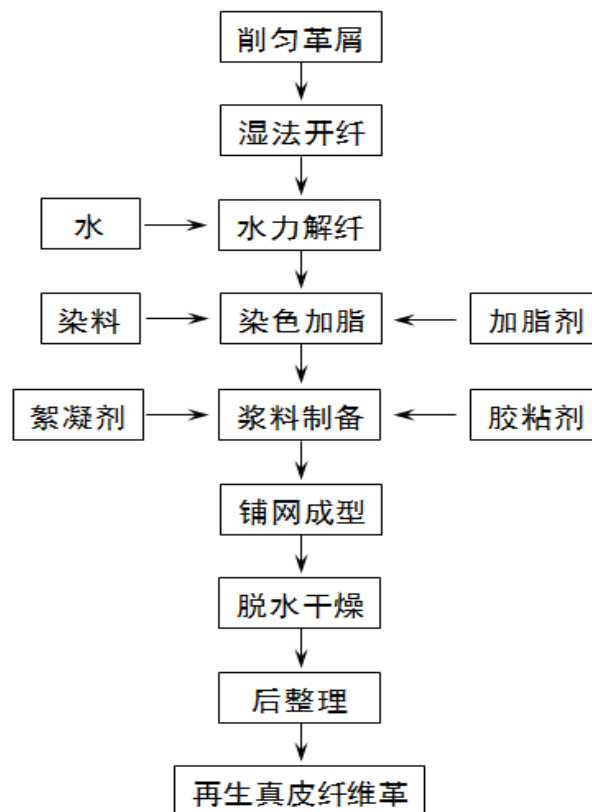 削匀革屑
湿法开纤
水
水力解纤
染料
染色加脂
加脂剂
絮凝剂
浆料制备
胶粘剂
铺网成型
脱水干燥
后整理
再生真皮纤维革